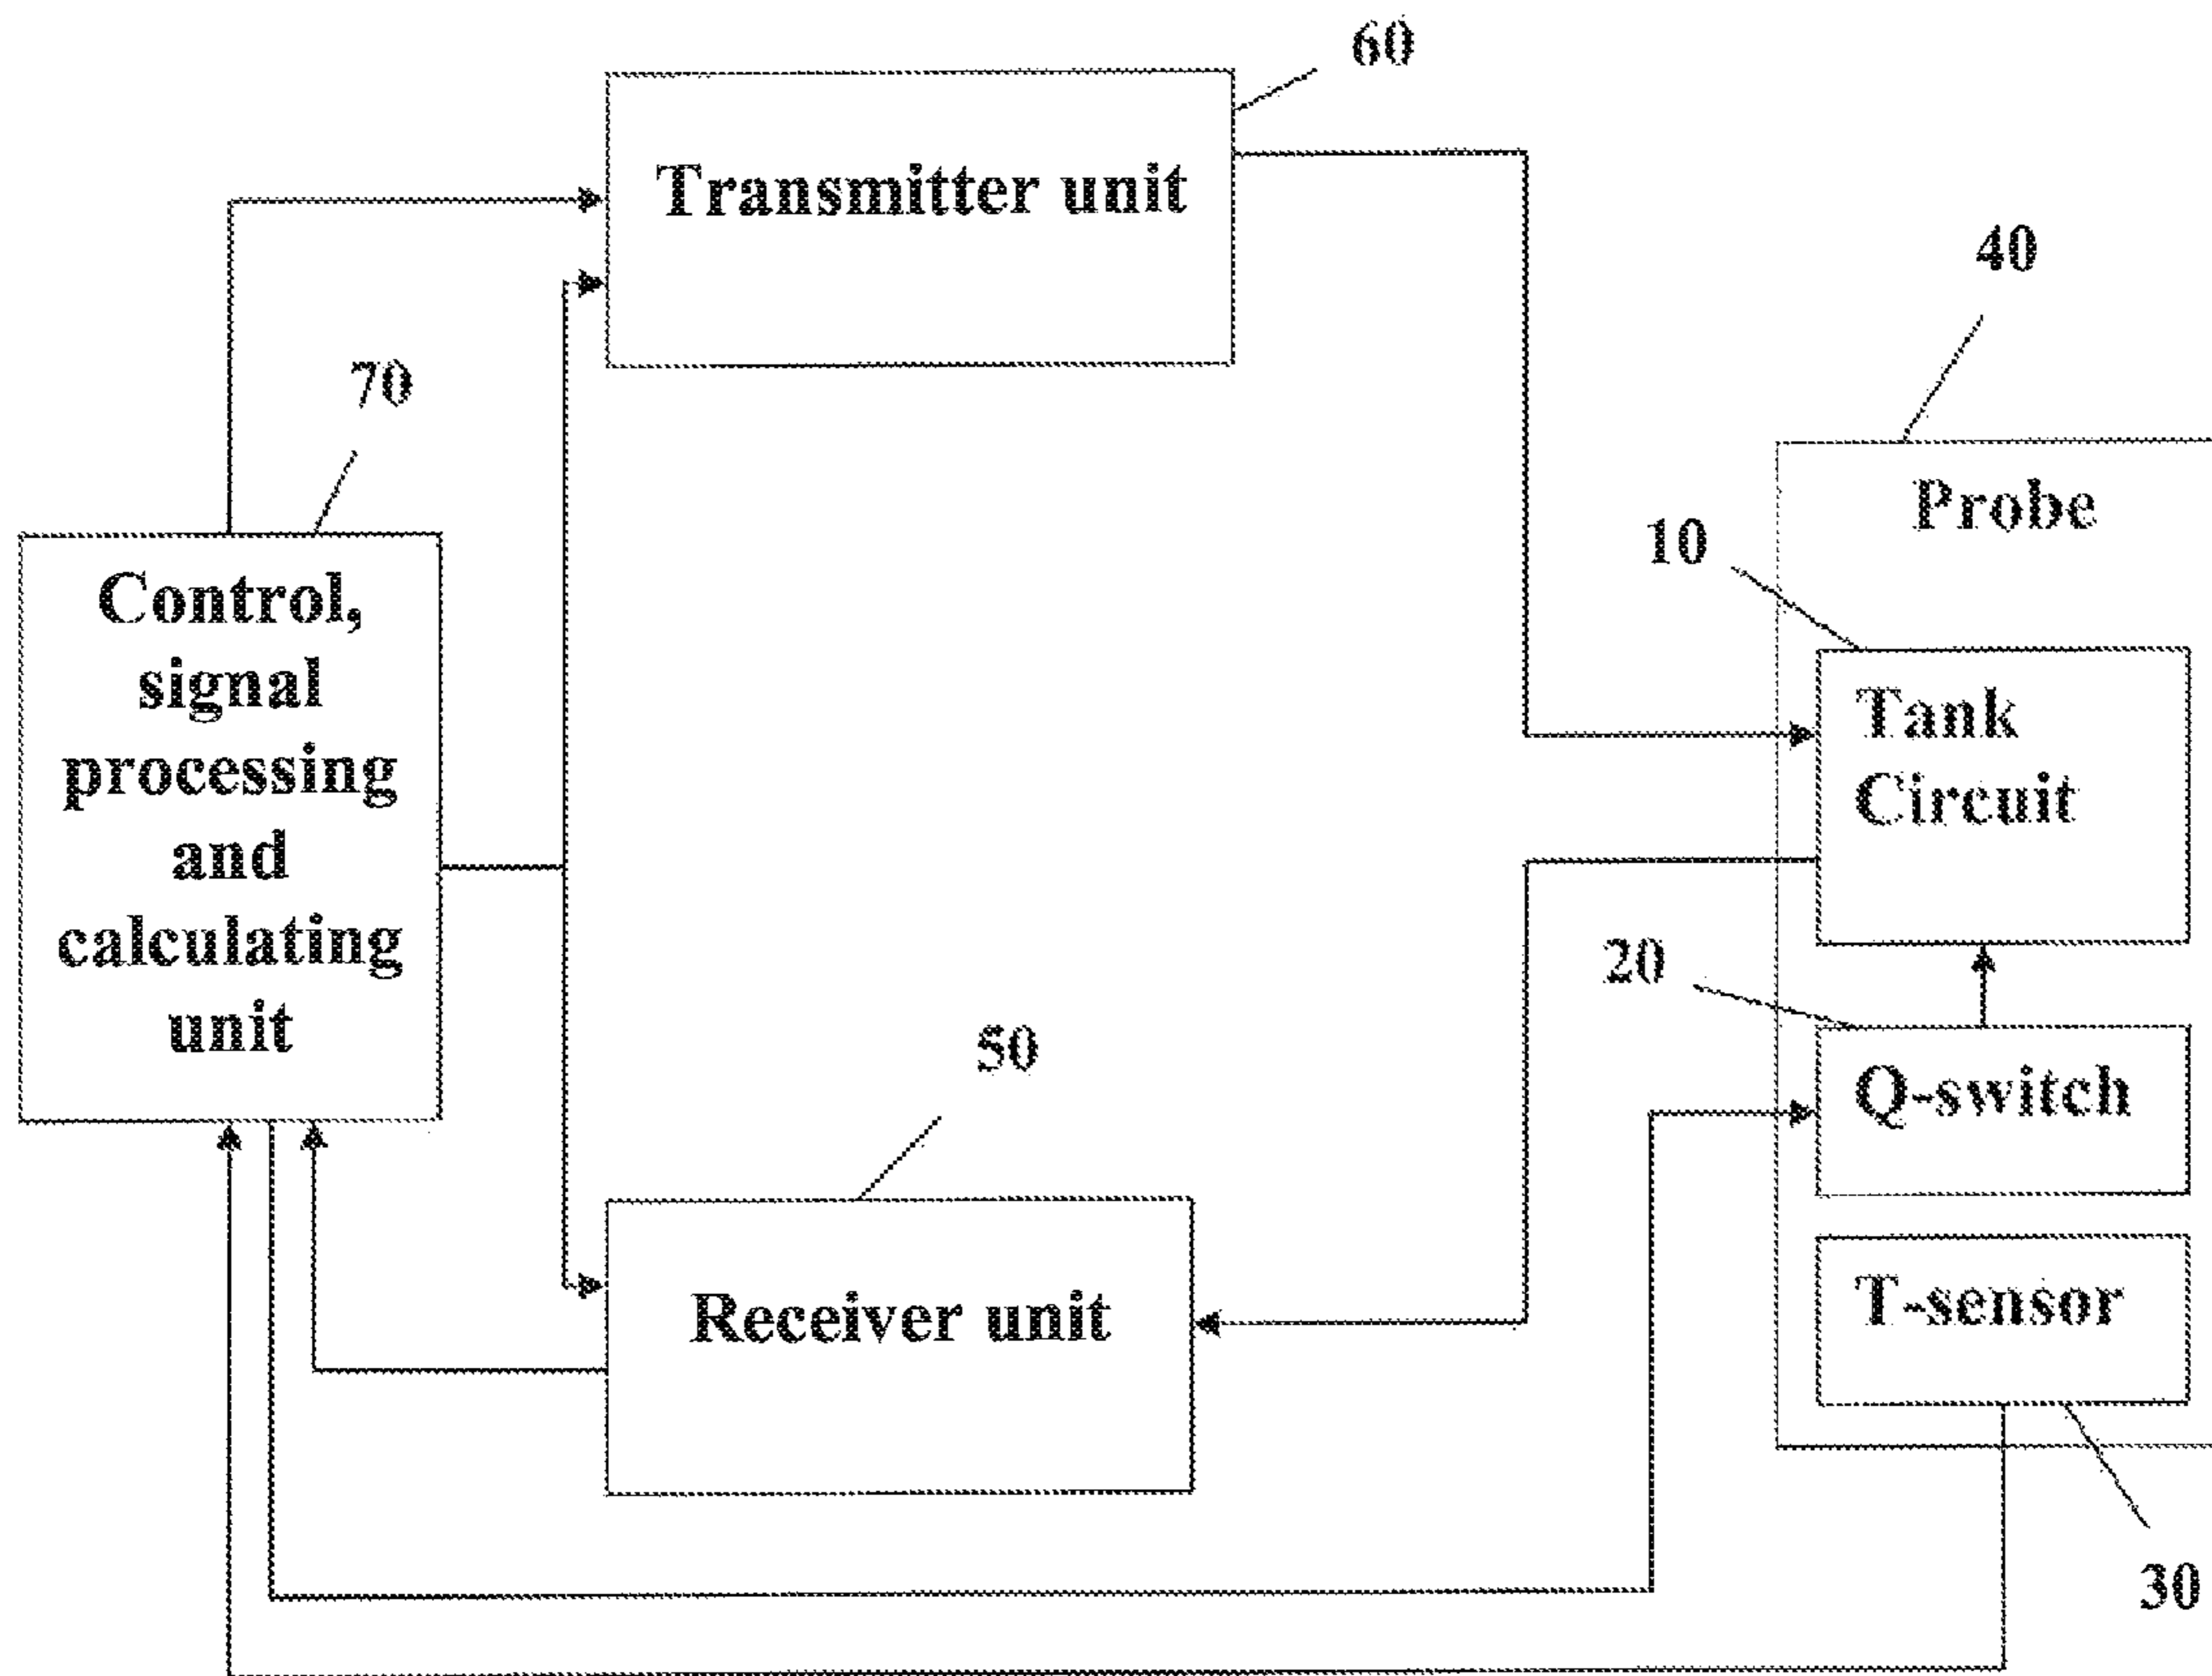 60
Transmitter unit
40
70
Probe
10
Control,
signal
processing
and
calculating
unit
Tank
Circuit
20
50
Q-switch
T-sensor
Receiver unit
30